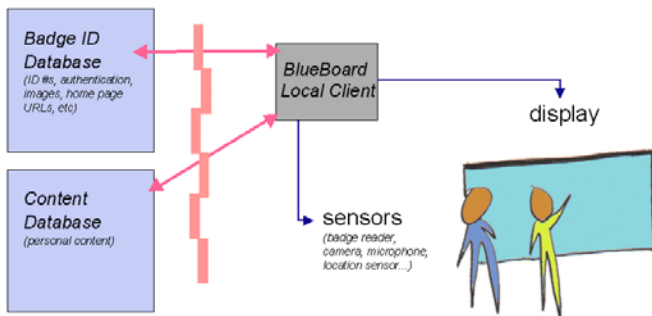 Badge ID
Database
(ID #s, authentication,
images, home page
URLs, etc)
BlueBoard
Local Client
display
Content
Database
(personal content)
sensors
(badge reader,
camera, microphone,
location sensor...)